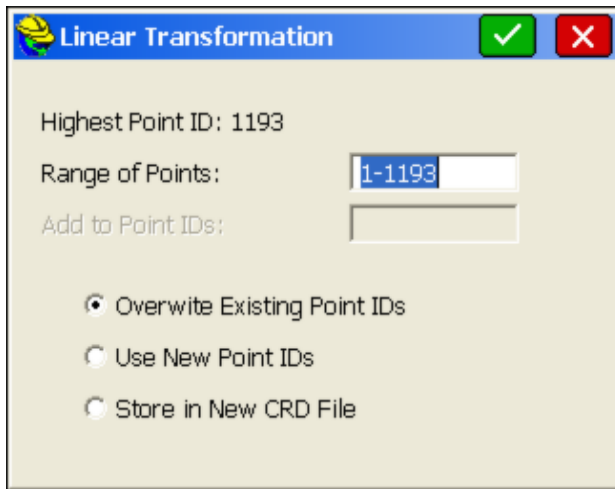 Linear Transformation
Highest Point ID: 1193
Range of Points: 1-1193
Add to Point IDs:
Overwite Existing Point IDs
Use New Point IDs
Store in New CRD File